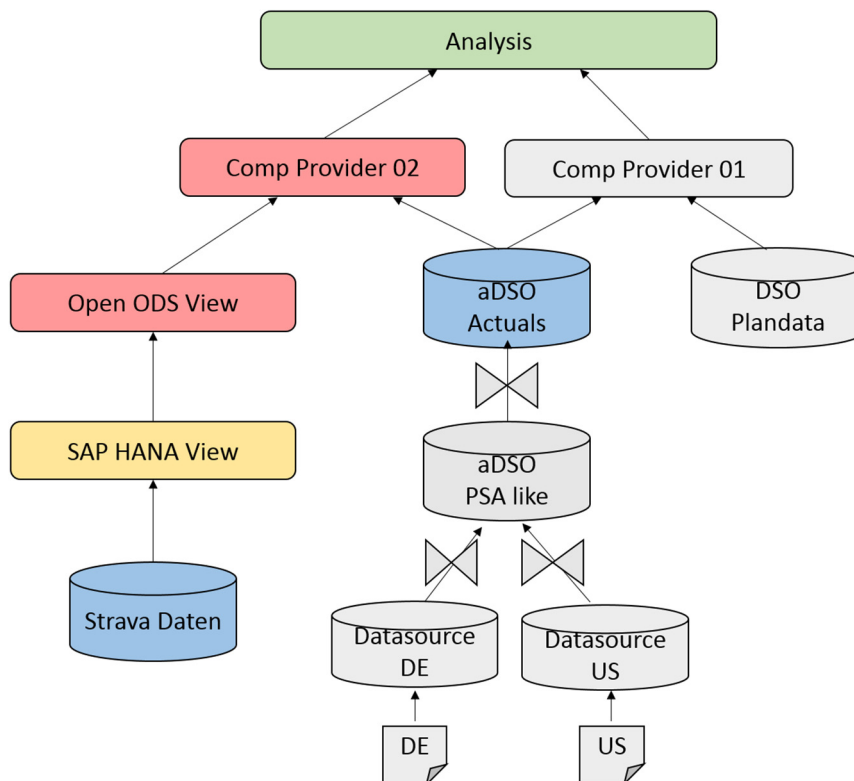 Analysis
Comp Provider 02
Comp Provider 01
Open ODS View
aDSO
Actuals
DSO
Plandata
SAP HANA View
aDSO
PSA like
Strava Daten
Datasource
DE
Datasource
US
DE
US